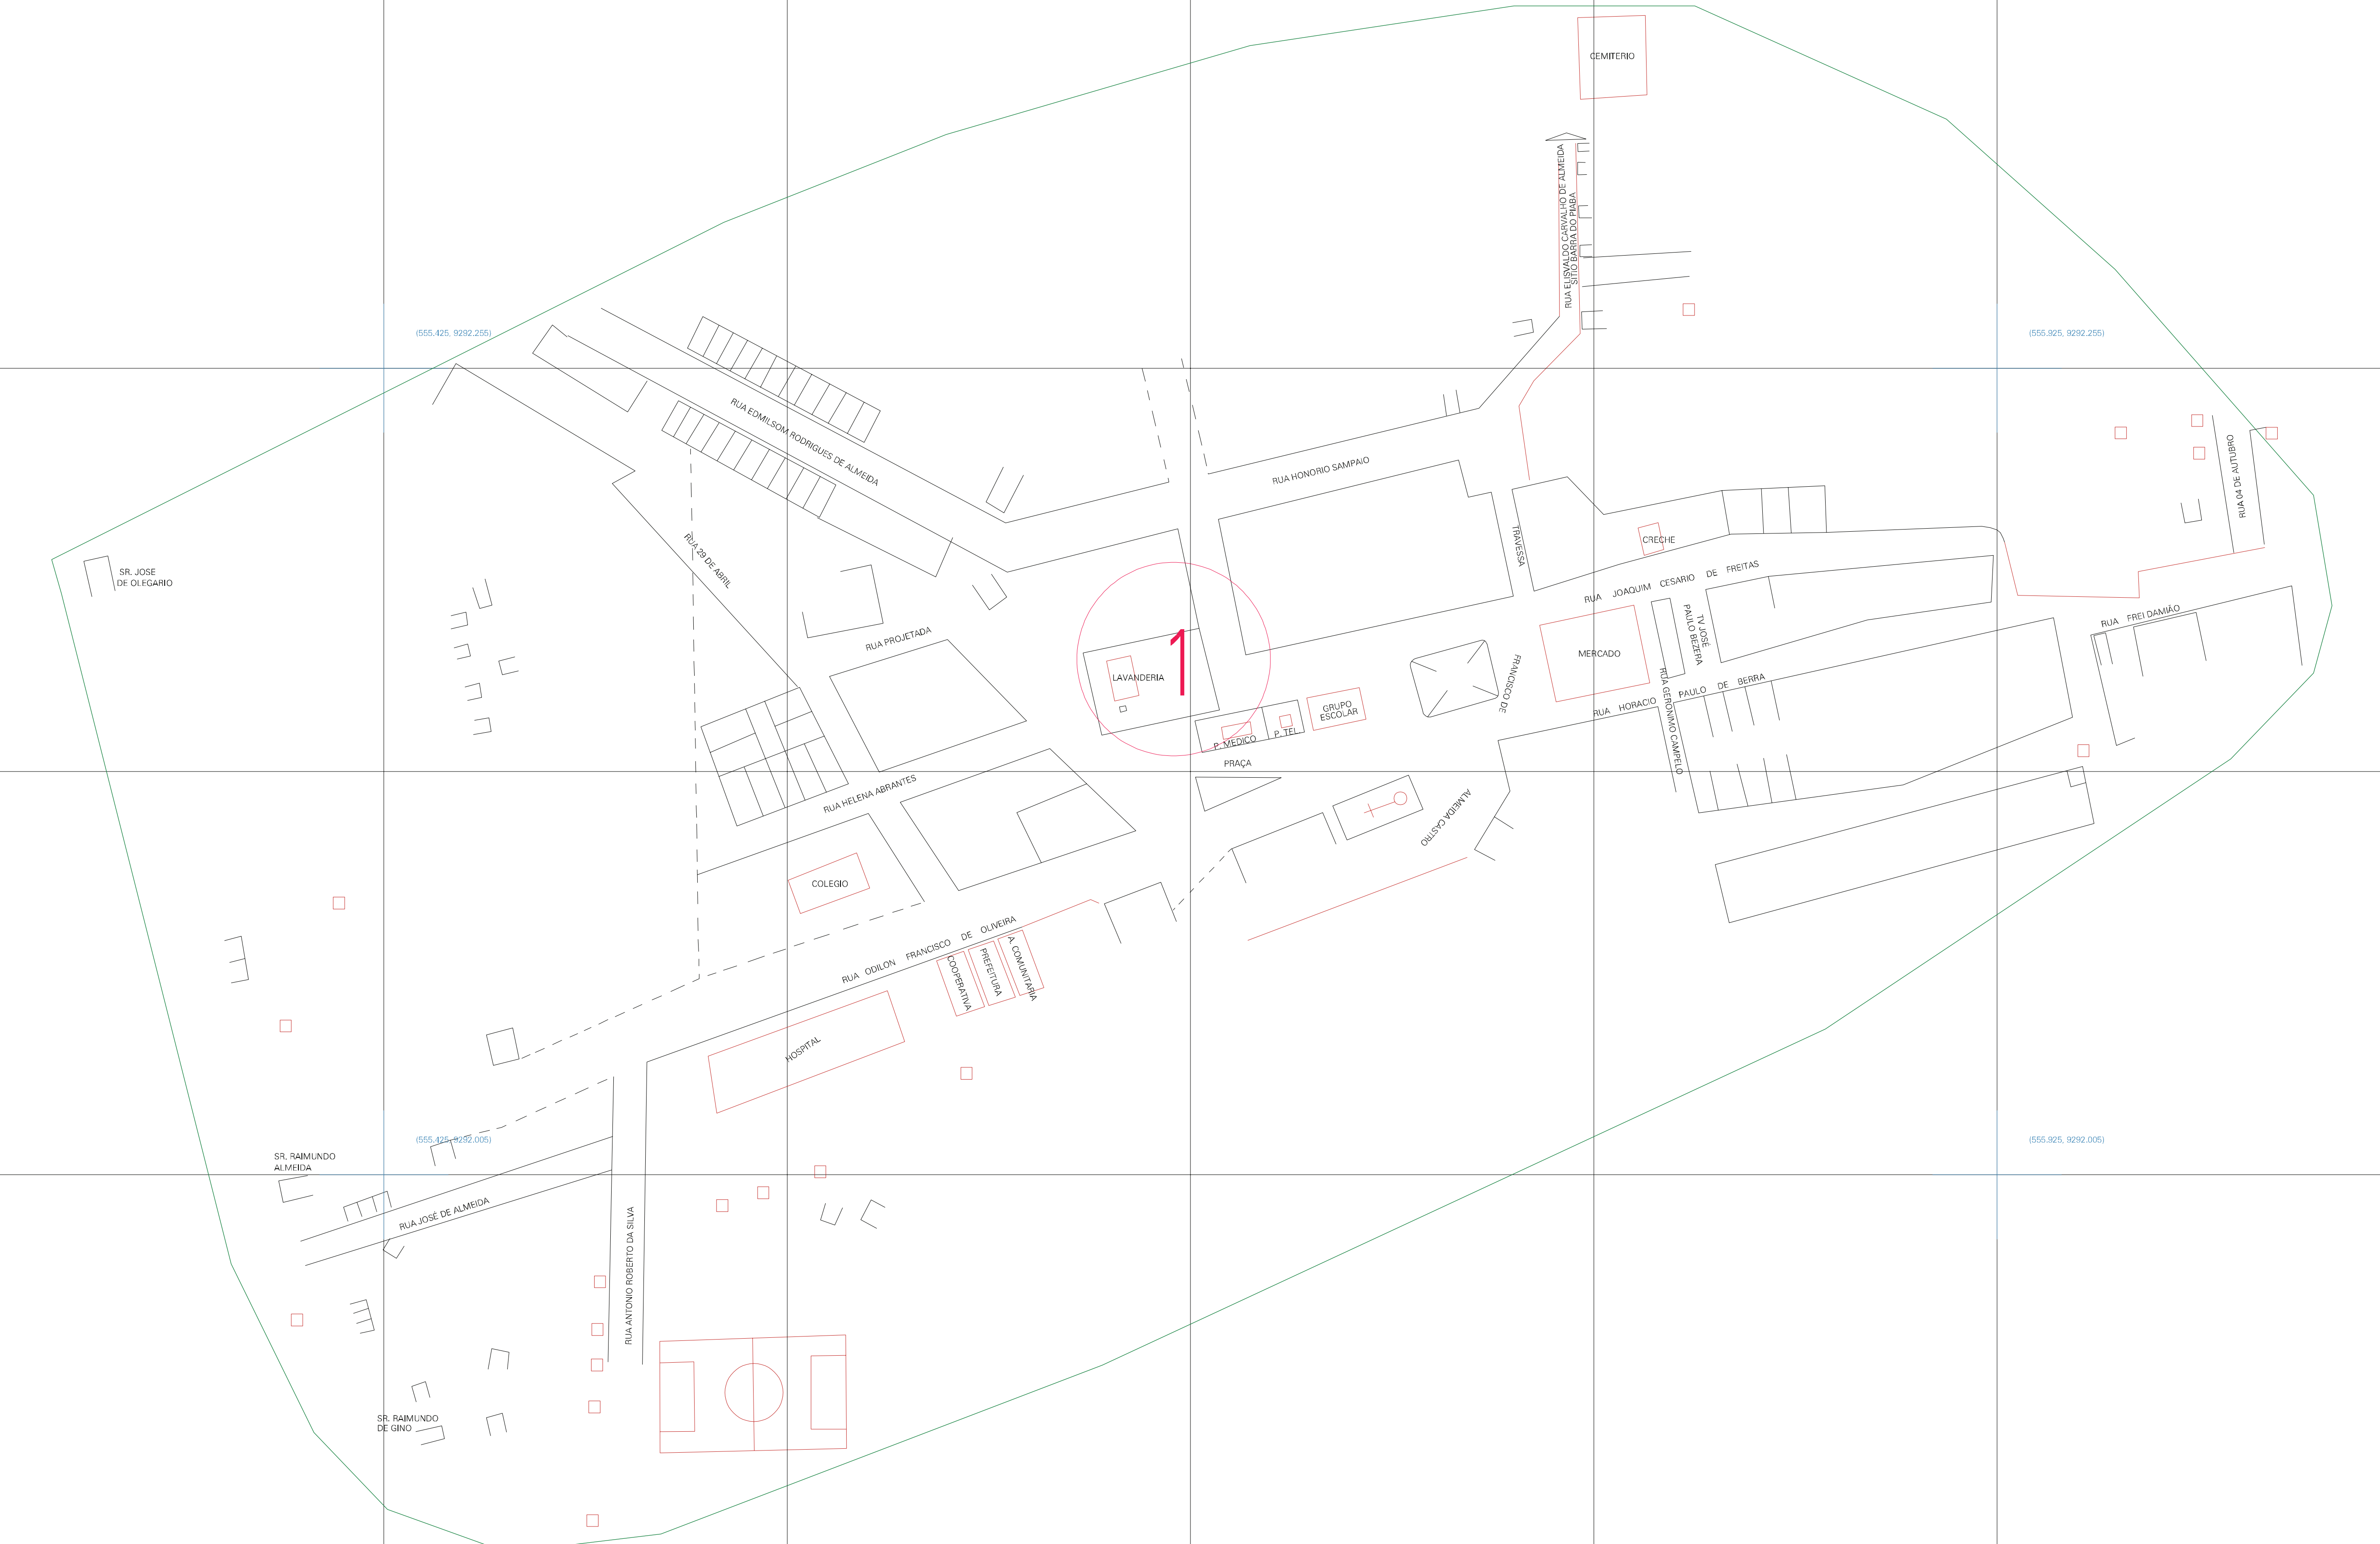 CEMITERIO
RUA ELISVALDO CARVALHO DE ALMEIDA
SITIO BARRA DO PIABA
(555.425, 9292.255)
(555.925, 9292.255)
RUA EDMILSOM RODRIGUES DE ALMEIDA
RUA HONORIO SAMPAIO
RUA 04 DE AUTUBRO
TRAVESSA
CRECHE
RUA 29 DE ABRIL
SR. JOSE
DE OLEGARIO
RUA JOAQUIM CESARIO DE FREITAS
RUA FREI DAMIÃO
TV JOSÉ
PAULO BEZERA
RUA PROJETADA
1
LAVANDERIA
MERCADO
FRANCISCO DE
RUA GERONIMO CAMPELO
RUA HORACIO PAULO DE BERRA
GRUPO
ESCOLAR
P. MEDICO
P. TEL.
PRAÇA
RUA HELENA ABRANTES
ALMEIDA CASTRO
COLEGIO
RUA ODILON FRANCISCO DE OLIVEIRA
COOPERATIVA
PREFEITURA
A. COMUNITARIA
HOSPITAL
(555.425, 9292.005)
(555.925, 9292.005)
SR. RAIMUNDO
ALMEIDA
RUA JOSÉ DE ALMEIDA
RUA ANTONIO ROBERTO DA SILVA
SR. RAIMUNDO
DE GINO